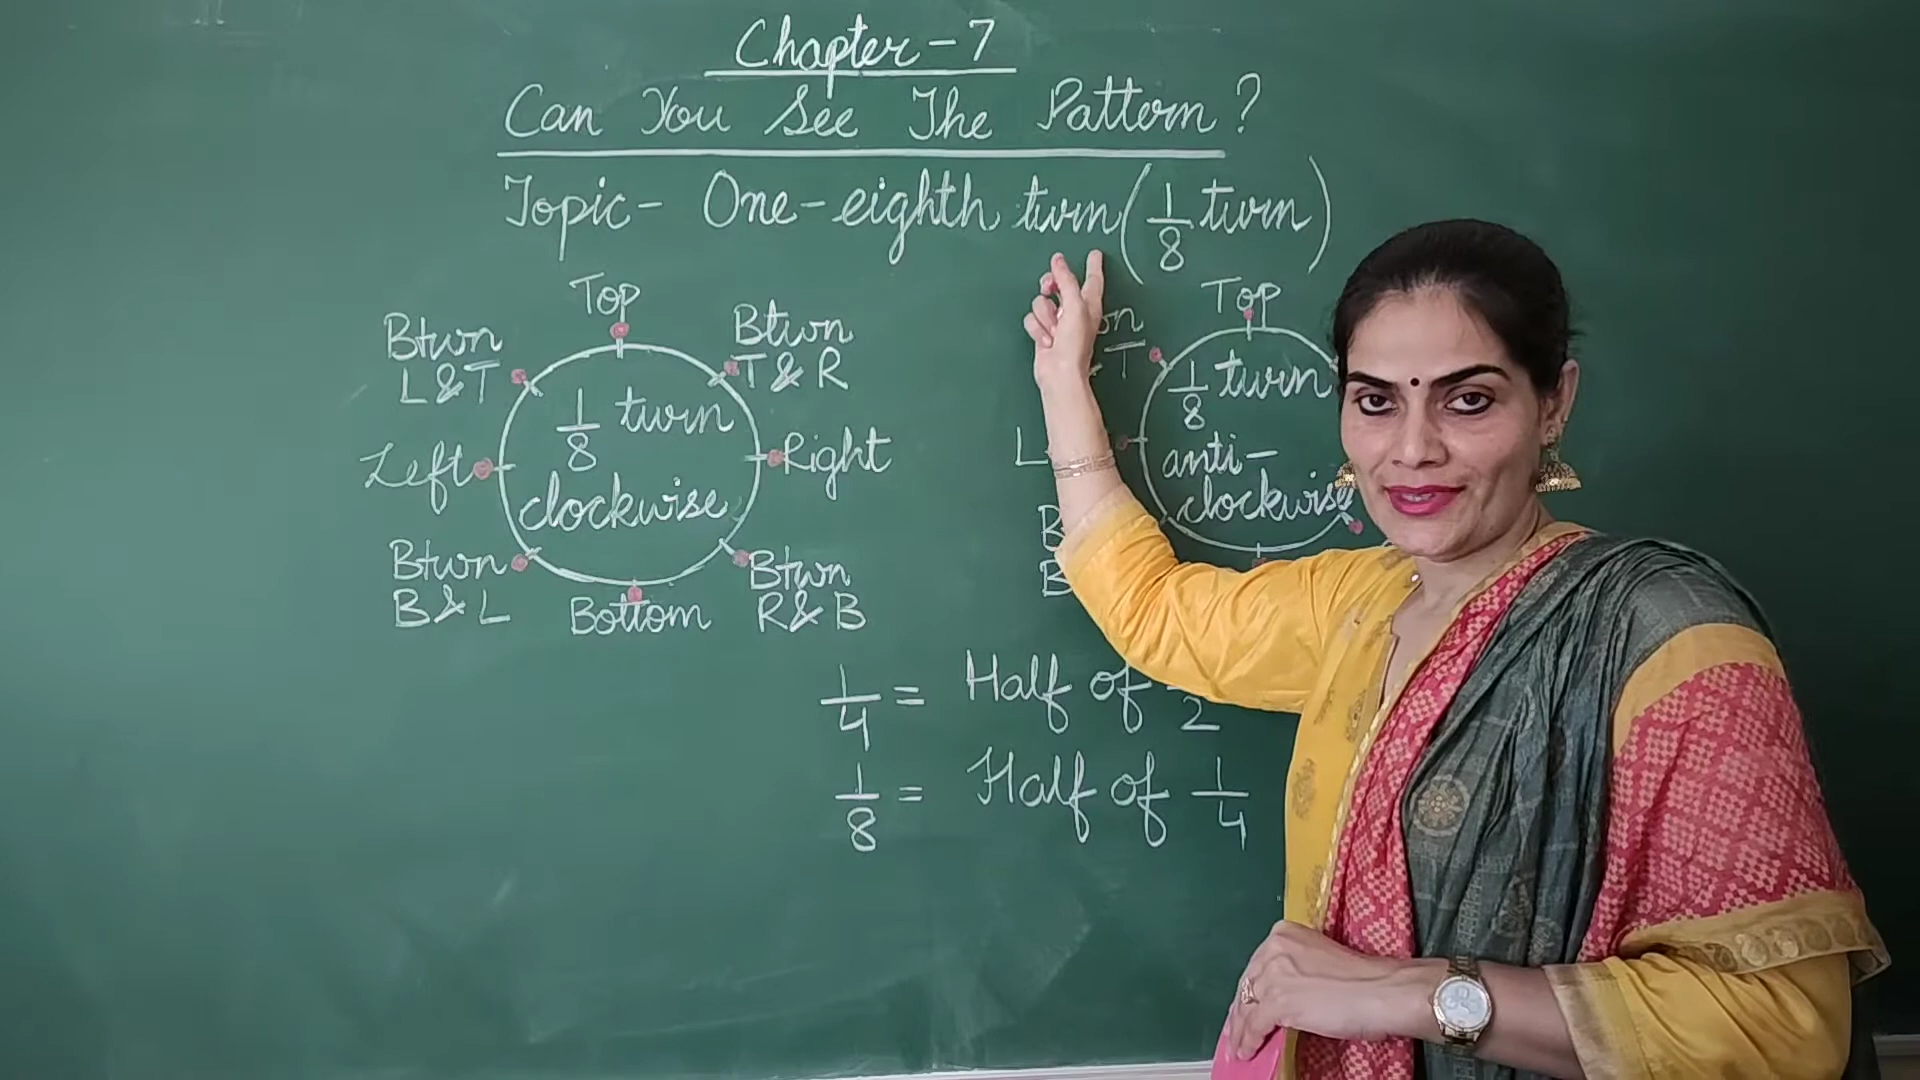 Chapter-7
Can You See The Pattern?
Topic- One-eighth turn (1/8 turn)
Top
Btwn
L & T
Btwn
T & R
1/8 turn
clockwise
Left
Right
Btwn
B & L
Bottom
Btwn
R & B
Top
T
1/8 turn
anti-
clockwise
L
B
B
1/4 = Half of
2
1/8 = Half of 1/4